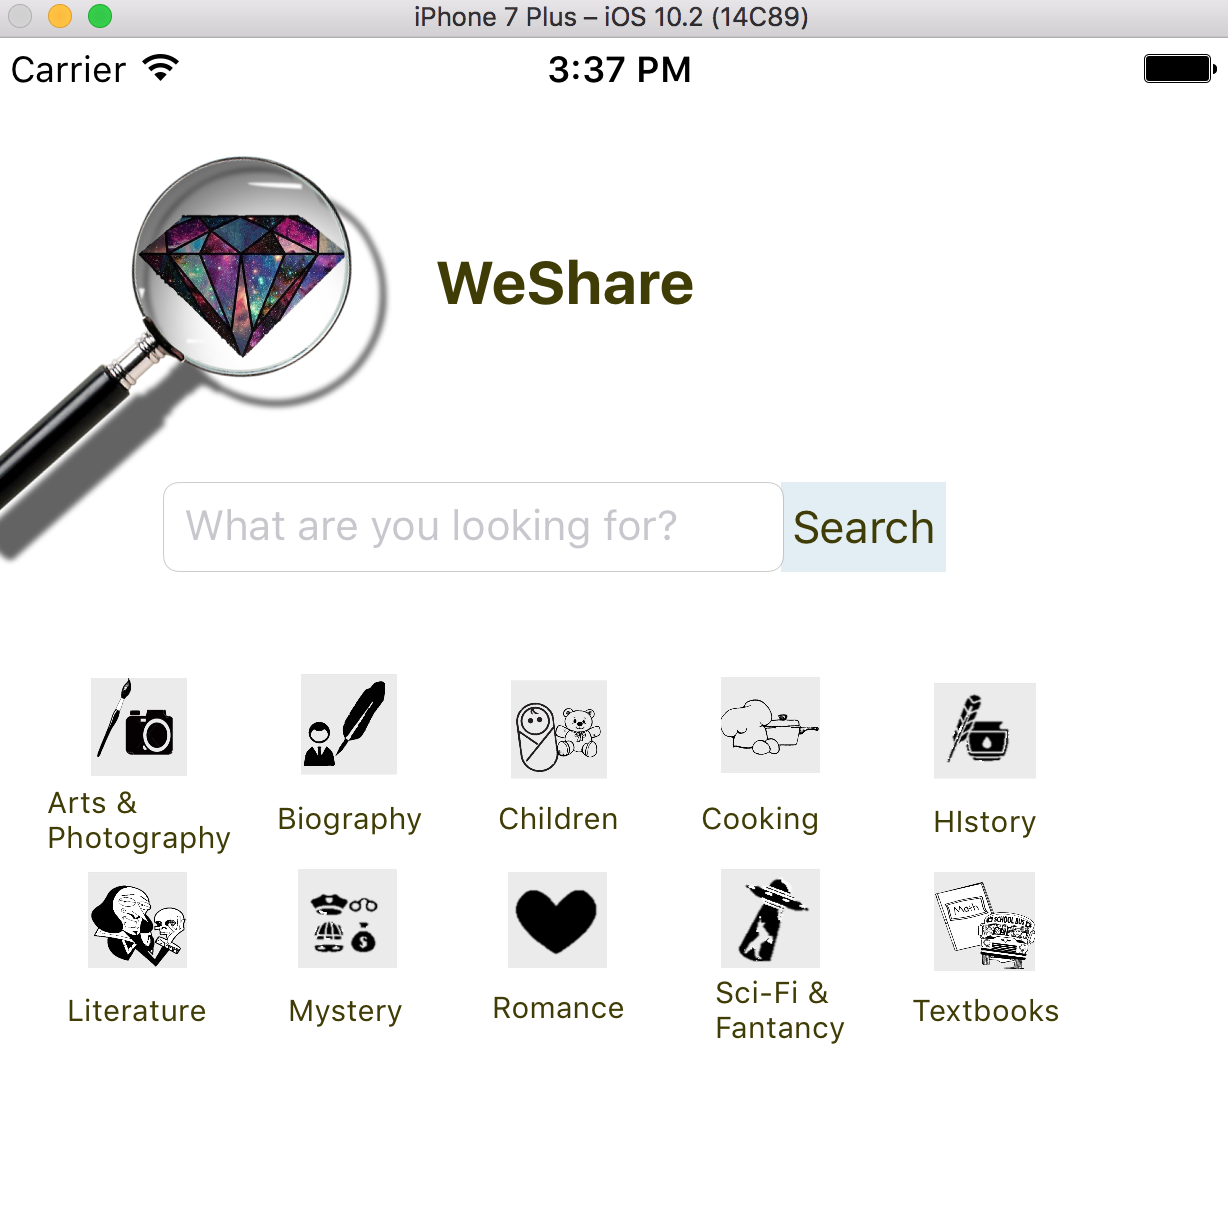 iPhone 7 Plus – iOS 10.2 (14C89)
Carrier
3:37 PM
WeShare
What are you looking for?
Search
Arts &
Photography
Biography
Children
Cooking
HIstory
Math
SCHOOL BUS
$
Literature
Mystery
Romance
Sci-Fi &
Fantancy
Textbooks